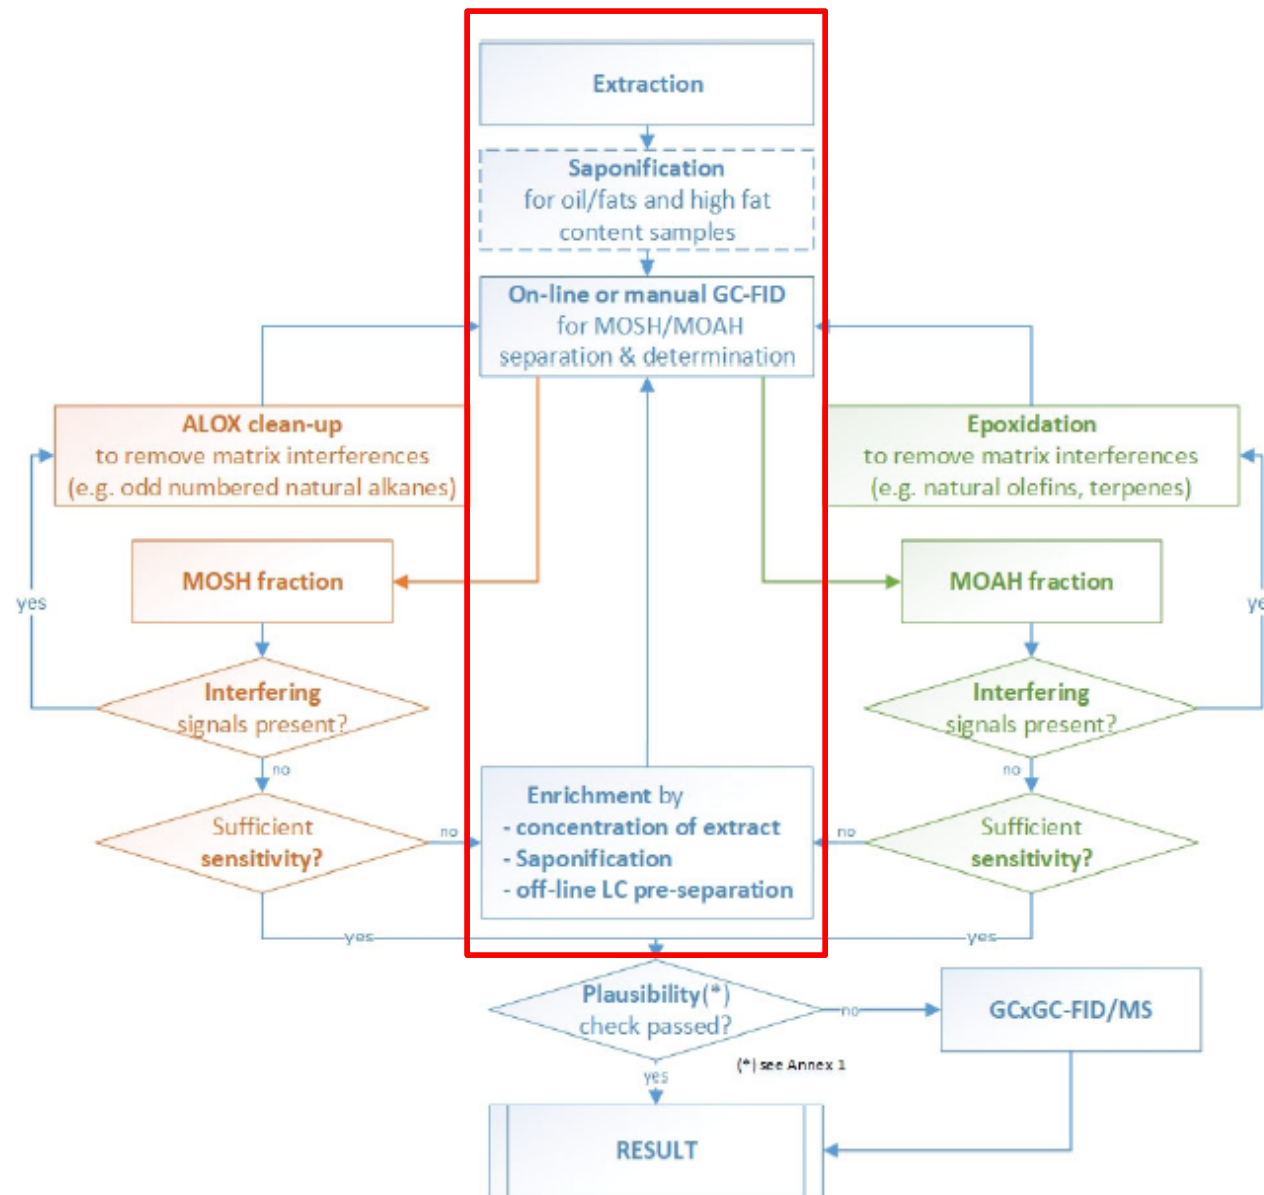 Extraction
Saponification
for oil/fats and high fat
content samples
On-line or manual GC-FID
for MOSH/MOAH
separation & determination
ALOX clean-up
to remove matrix interferences
(e.g. odd numbered natural alkanes)
Epoxidation
to remove matrix interferences
(e.g. natural olefins, terpenes)
MOSH fraction
MOAH fraction
yes
ye
Interfering
signals present?
Interfering
signals present?
no
no
Enrichment by
- concentration of extract
- Saponification
- off-line LC pre-separation
Sufficient
sensitivity?
no
no
Sufficient
sensitivity?
yes
yes
Plausibility(*)
check passed?
no
GCxGC-FID/MS
(*) see Annex 1
yes
RESULT